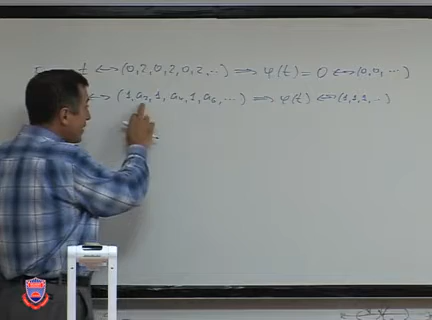 t ↔ (0, 2, 0, 2, 0, 2, ...) ⇒ φ(t) = 0 ↔ (0, 0, ...)
↔ (1, a₂, 1, a₄, 1, a₆, ...) ⇒ φ(t) ↔ (1, 1, 1, ...)